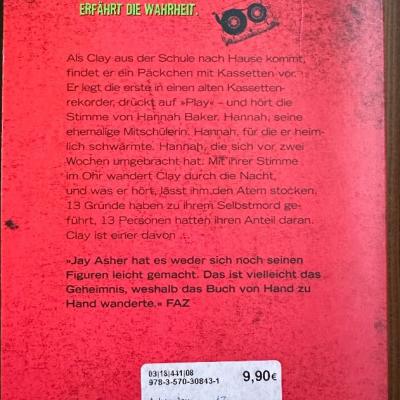 ERFÄHRT DIE WAHRHEIT.
Als Clay aus der Schule nach Hause kommt,
findet er ein Päckchen mit Kassetten vor.
Er legt die erste in einen alten Kassetten-
rekorder, drückt auf »Play« – und hört die
Stimme von Hannah Baker. Hannah, seine
ehemalige Mitschülerin. Hannah, für die er heim-
lich schwärmte. Hannah, die sich vor zwei
Wochen umgebracht hat. Mit ihrer Stimme
im Ohr wandert Clay durch die Nacht,
und was er hört, lässt ihm den Atem stocken.
13 Gründe haben zu ihrem Selbstmord ge-
führt, 13 Personen hatten ihren Anteil daran.
Clay ist einer davon ...
»Jay Asher hat es weder sich noch seinen
Figuren leicht gemacht. Das ist vielleicht das
Geheimnis, weshalb das Buch von Hand zu
Hand wanderte.« FAZ
03|18|441|08
978-3-570-30843-1
9,90€